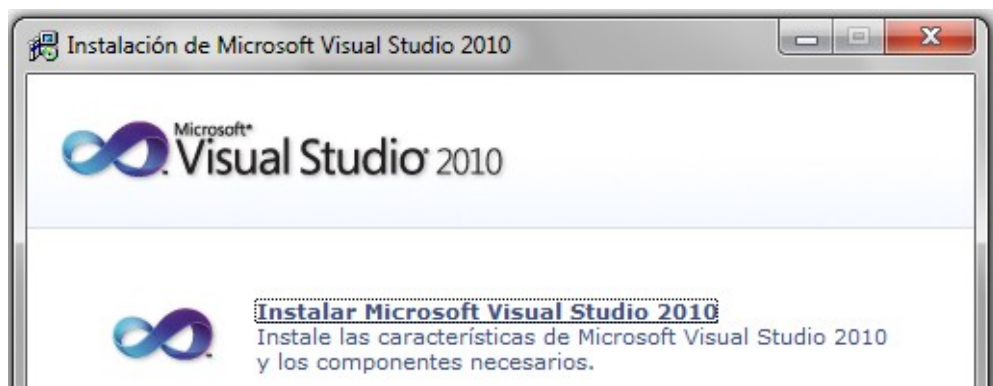 Instalación de Microsoft Visual Studio 2010
Microsoft®
Visual Studio® 2010
Instalar Microsoft Visual Studio 2010
Instale las características de Microsoft Visual Studio 2010
y los componentes necesarios.